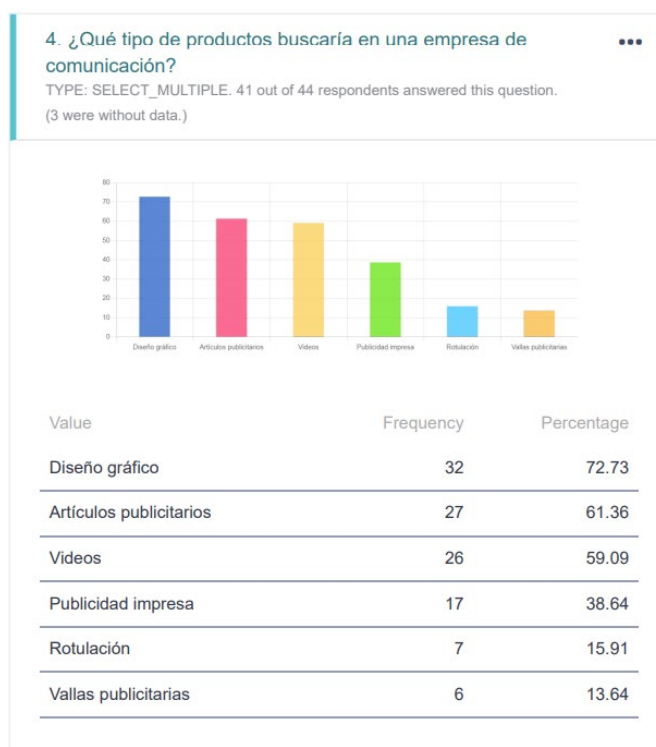 4. ¿Qué tipo de productos buscaría en una empresa de
comunicación?
TYPE: SELECT_MULTIPLE. 41 out of 44 respondents answered this question.
(3 were without data.)
80
70
60
50
40
30
20
10
0
Diseño gráfico Artículos publicitarios Videos Publicidad impresa Rotulación Vallas publicitarias
Value Frequency Percentage
Diseño gráfico 32 72.73
Artículos publicitarios 27 61.36
Videos 26 59.09
Publicidad impresa 17 38.64
Rotulación 7 15.91
Vallas publicitarias 6 13.64